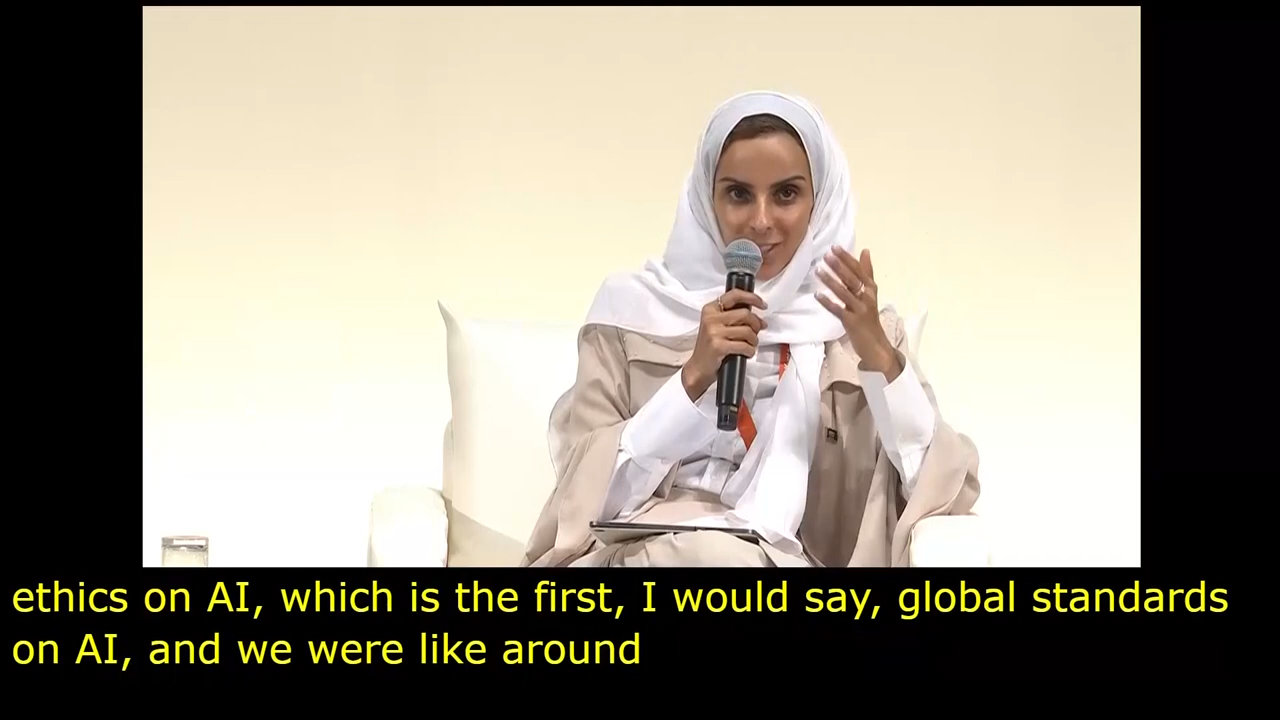 ethics on AI, which is the first, I would say, global standards
on AI, and we were like around